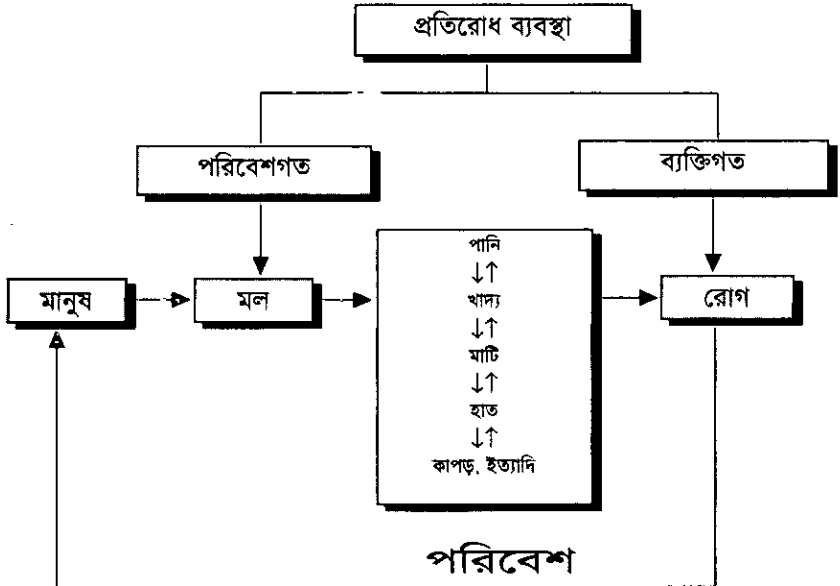 প্রতিরোধ ব্যবস্থা
পরিবেশগত
ব্যক্তিগত
মানুষ
মল
পানি
↓↑
খাদ্য
↓↑
মাটি
↓↑
হাত
↓↑
কাপড়, ইত্যাদি
রোগ
পরিবেশ